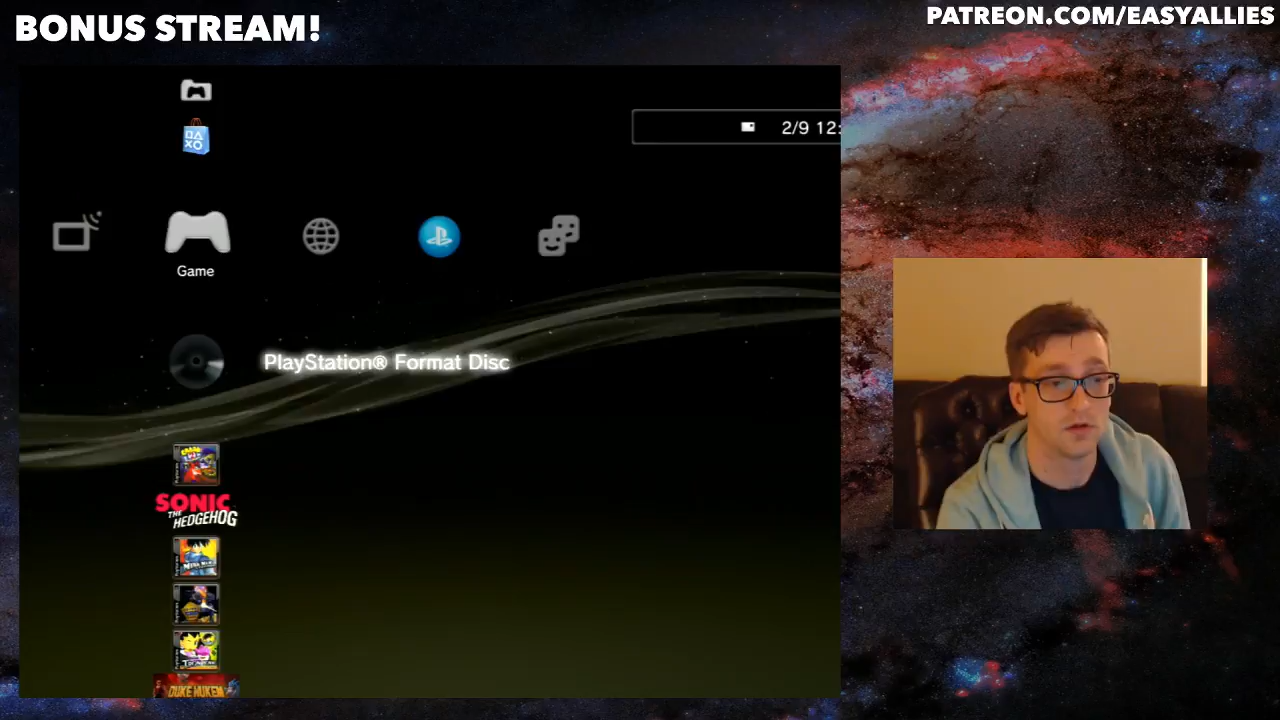 BONUS STREAM!
PATREON.COM/EASYALLIES
2/9 12:
Game
PlayStation® Format Disc
SONIC
THE
HEDGEHOG
DUKE NUKEM